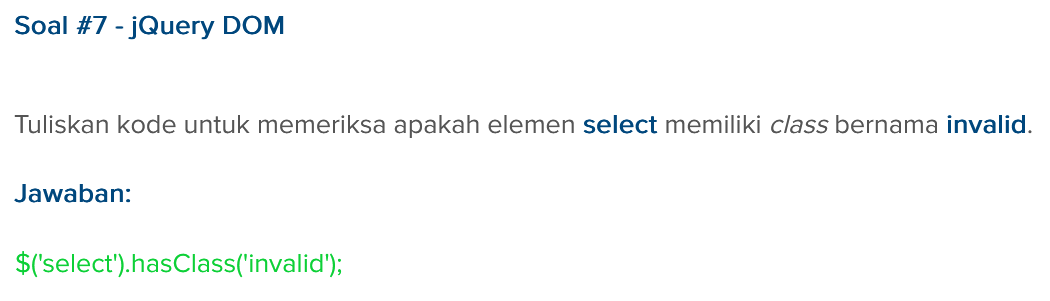 Soal #7 - jQuery DOM
Tuliskan kode untuk memeriksa apakah elemen select memiliki class bernama invalid.
Jawaban:
$('select').hasClass('invalid');